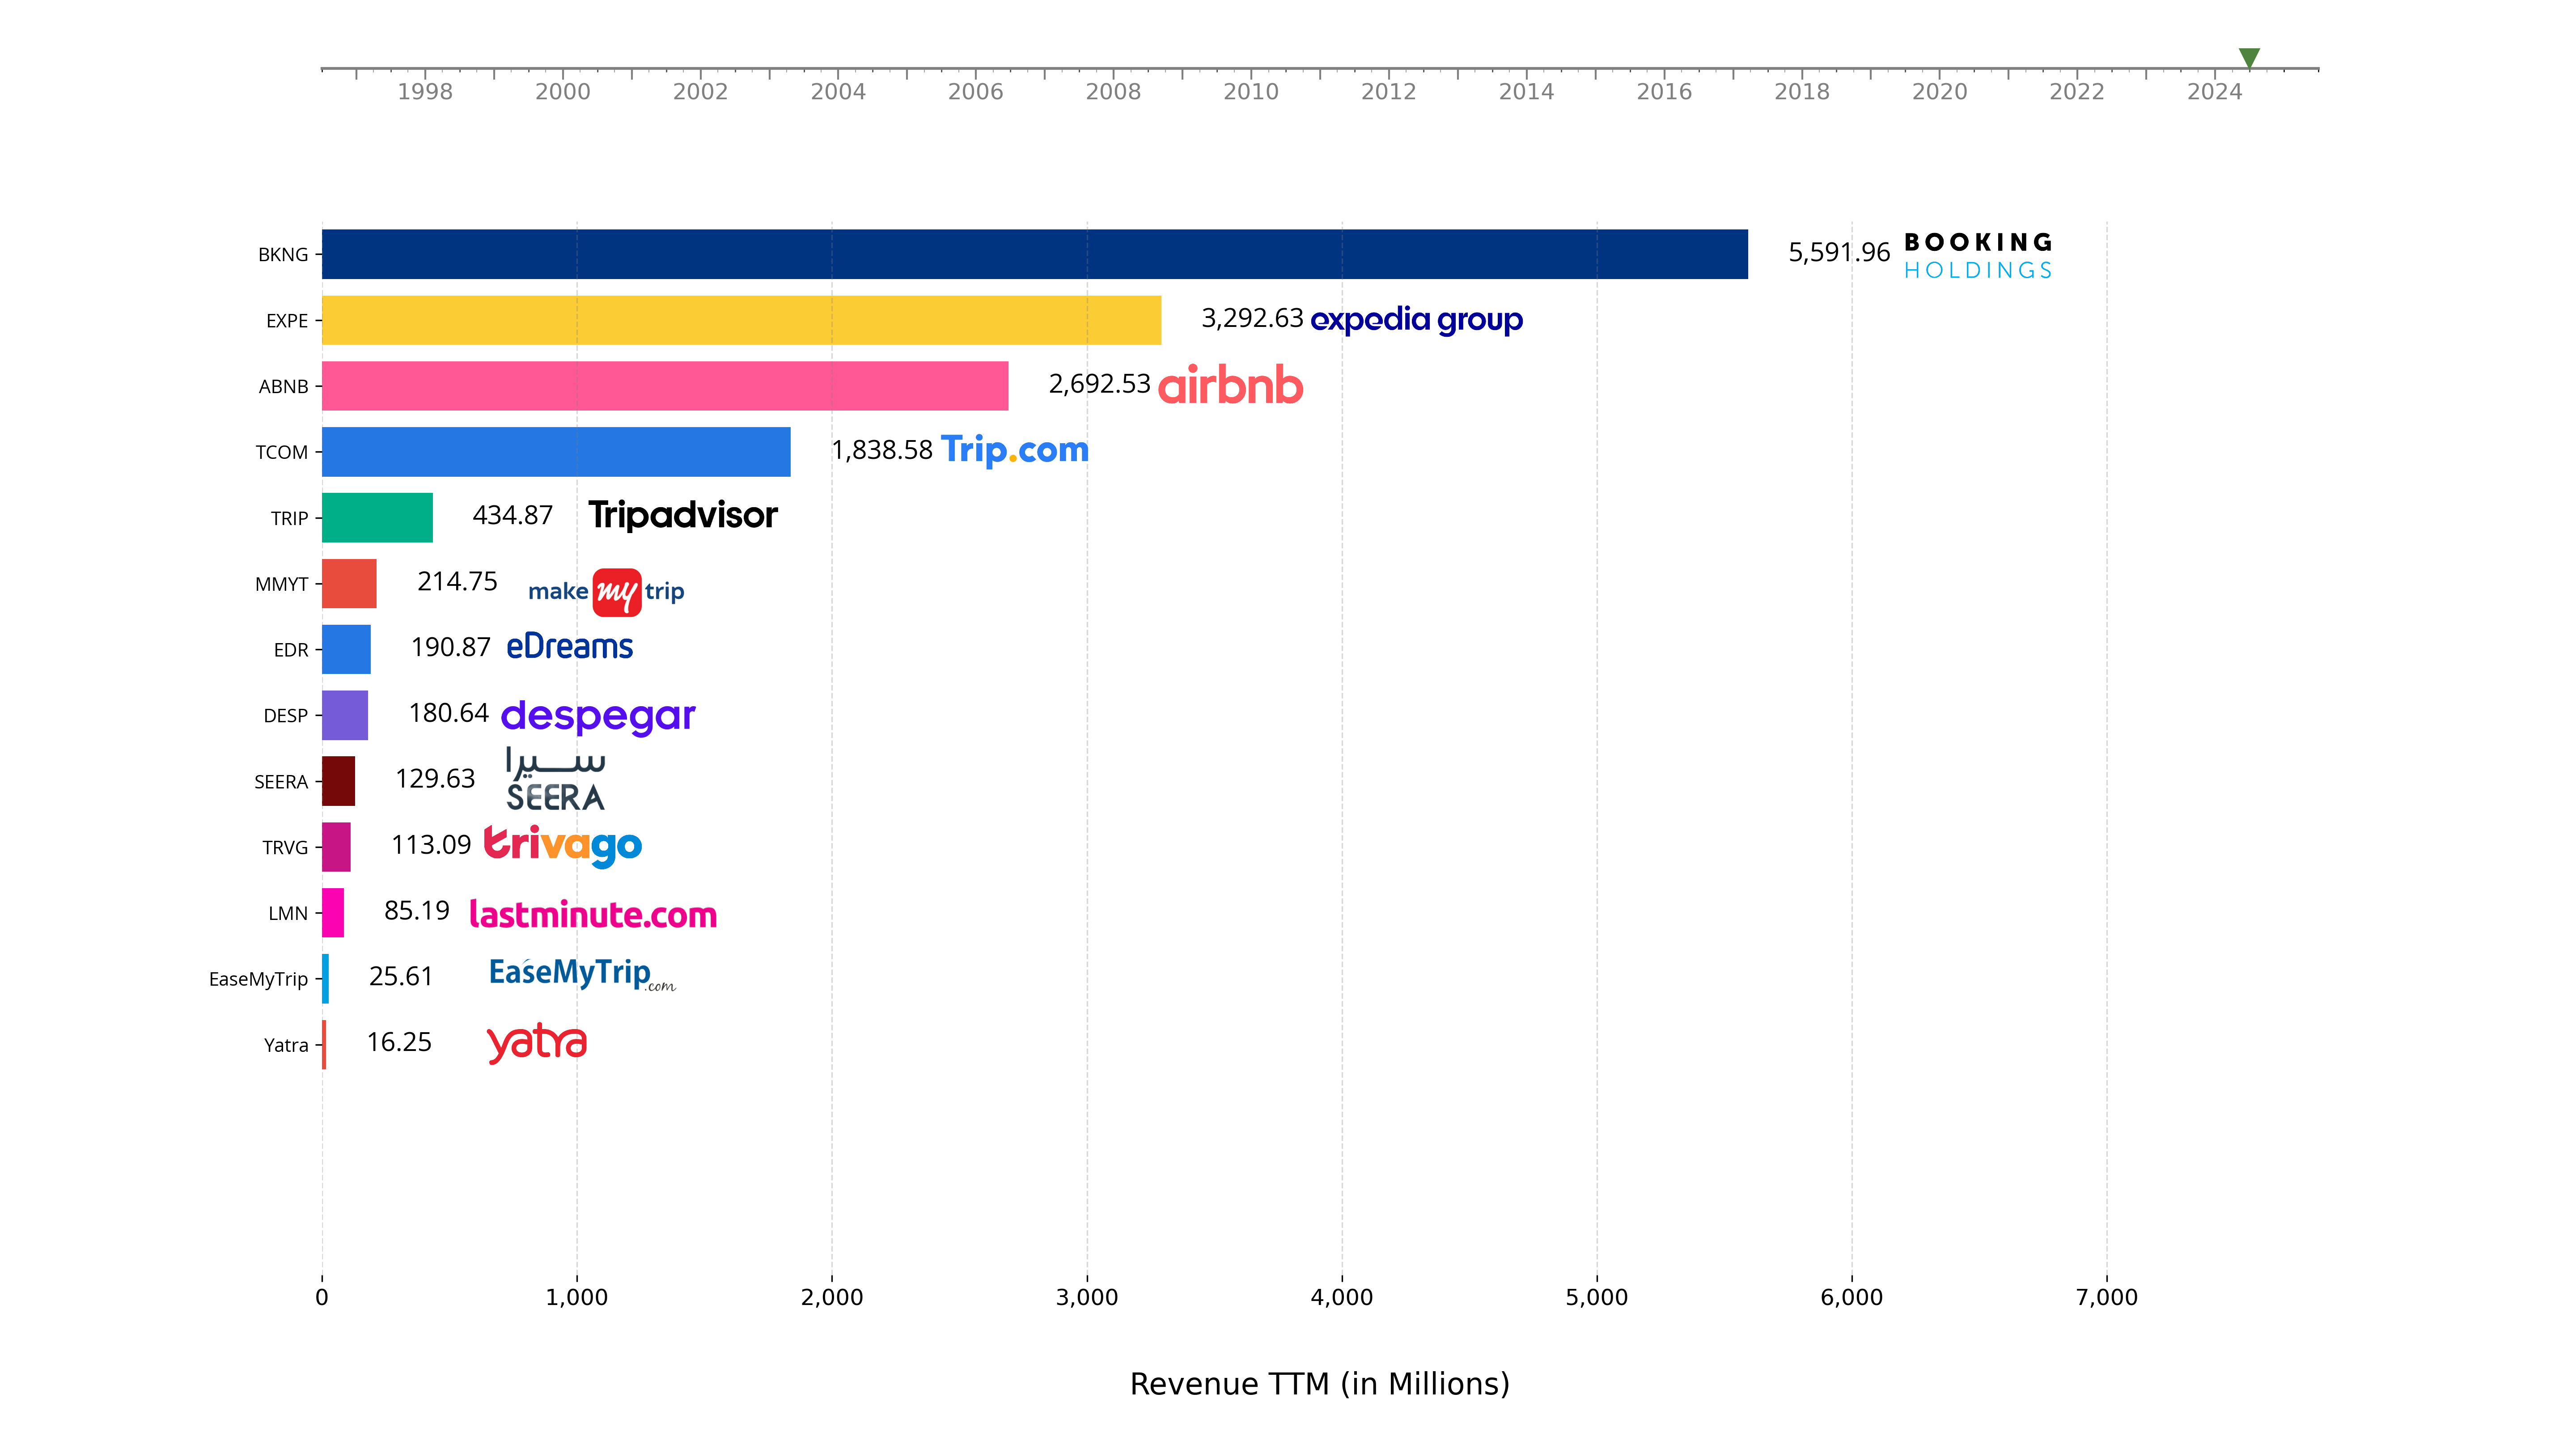 1998 2000 2002 2004 2006 2008 2010 2012 2014 2016 2018 2020 2022 2024
BKNG 5,591.96 BOOKING
HOLDINGS
EXPE 3,292.63 expedia group
ABNB 2,692.53 airbnb
TCOM 1,838.58 Trip.com
TRIP 434.87 Tripadvisor
MMYT 214.75 make my trip
EDR 190.87 eDreams
DESP 180.64 despegar
سيرا
SEERA 129.63 SEERA
TRVG 113.09 trivago
LMN 85.19 lastminute.com
EaseMyTrip 25.61 EaseMyTrip.com
Yatra 16.25 yatra
0 1,000 2,000 3,000 4,000 5,000 6,000 7,000
Revenue TTM (in Millions)